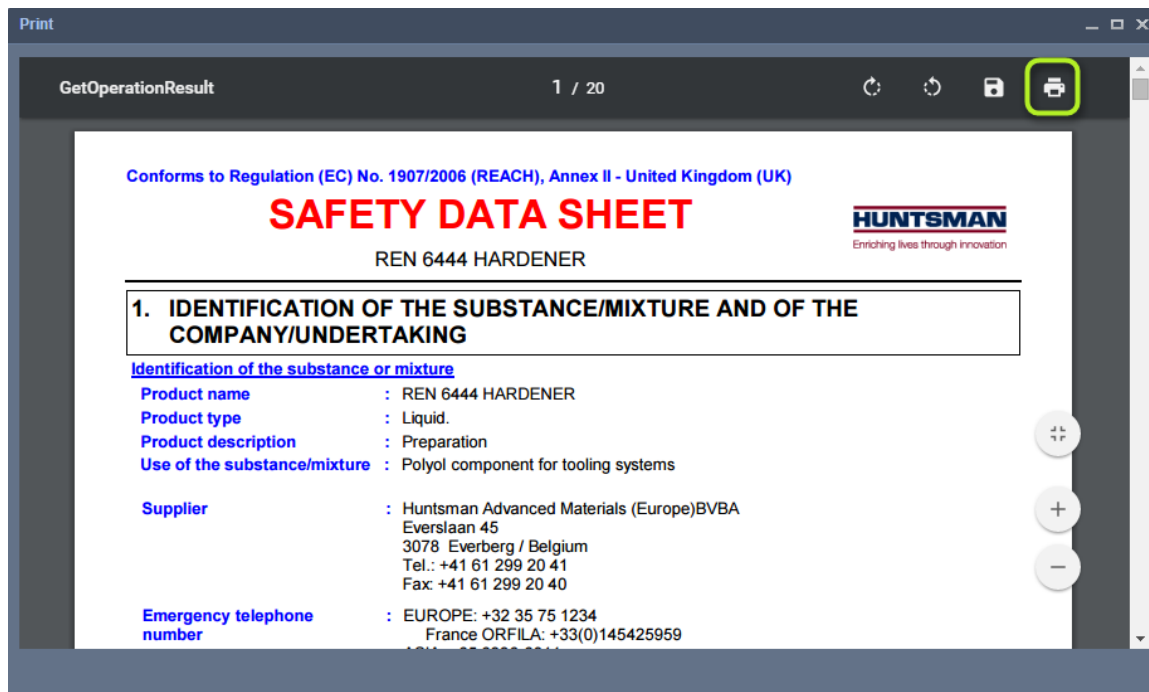 Print
GetOperationResult 1 / 20
Conforms to Regulation (EC) No. 1907/2006 (REACH), Annex II - United Kingdom (UK)
SAFETY DATA SHEET
HUNTSMAN
Enriching lives through innovation
REN 6444 HARDENER
1. IDENTIFICATION OF THE SUBSTANCE/MIXTURE AND OF THE
COMPANY/UNDERTAKING
Identification of the substance or mixture
Product name : REN 6444 HARDENER
Product type : Liquid.
Product description : Preparation
Use of the substance/mixture : Polyol component for tooling systems
Supplier : Huntsman Advanced Materials (Europe)BVBA
Everslaan 45
3078 Everberg / Belgium
Tel.: +41 61 299 20 41
Fax: +41 61 299 20 40
Emergency telephone : EUROPE: +32 35 75 1234
number France ORFILA: +33(0)145425959